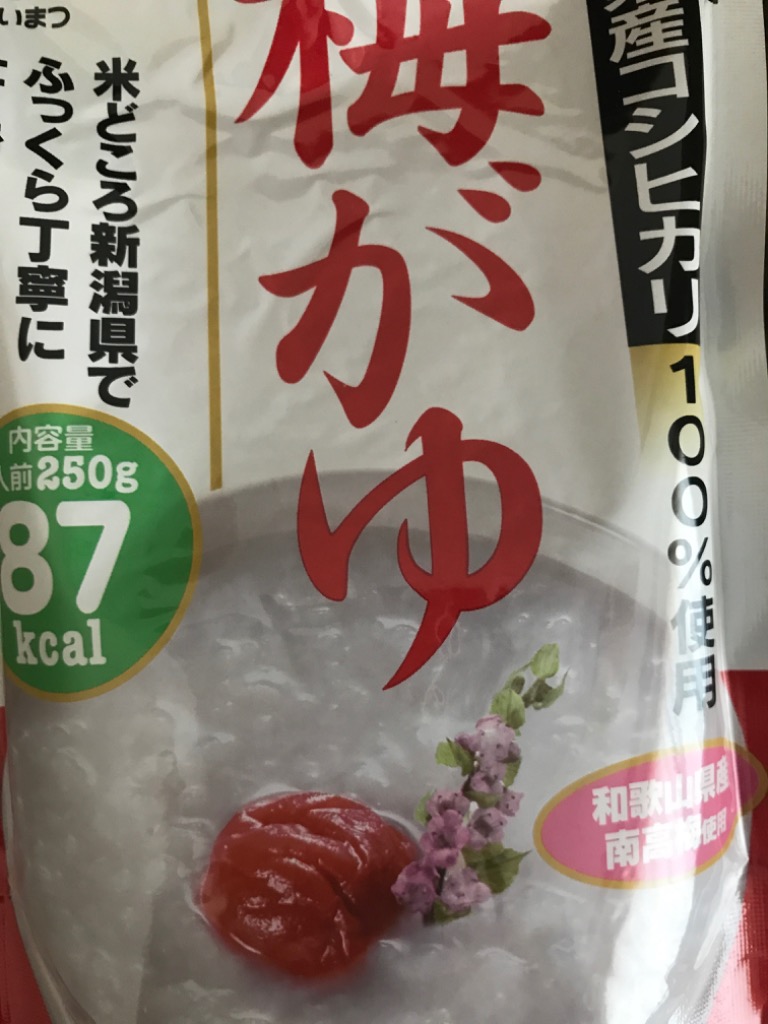 いまつ
梅がゆ
産コシヒカリ100%使用
米どころ新潟県で
ふっくら丁寧に
内容量
人前250g
87
kcal
和歌山県産
南高梅使用